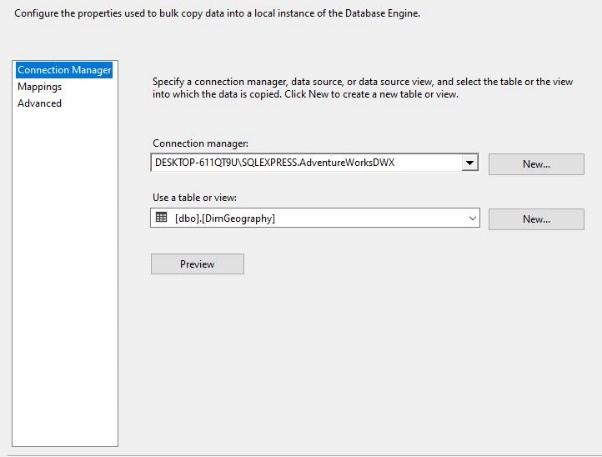 Configure the properties used to bulk copy data into a local instance of the Database Engine.
Connection Manager
Mappings
Advanced
Specify a connection manager, data source, or data source view, and select the table or the view
into which the data is copied. Click New to create a new table or view.
Connection manager:
DESKTOP-611QT9U\SQLEXPRESS.AdventureWorksDWX
New...
Use a table or view:
[dbo].[DimGeography]
New...
Preview